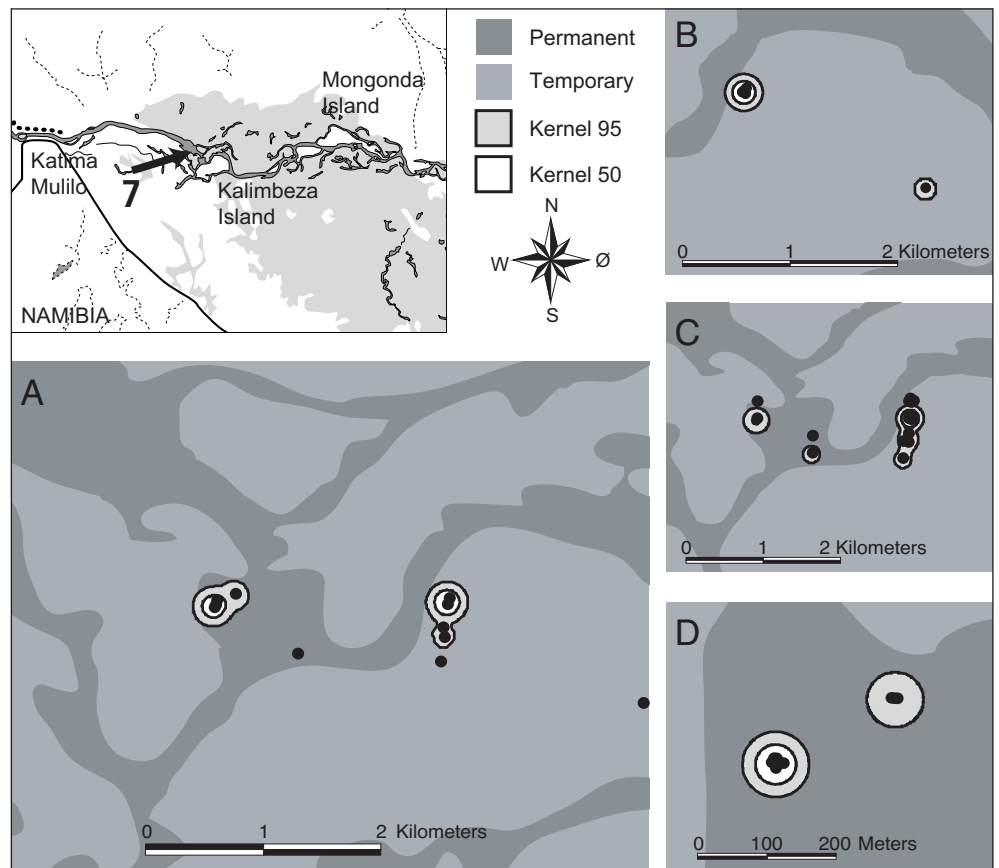 Mongonda
Island
Katima
Mulilo
7
Kalimbeza
Island
NAMIBIA
Permanent
Temporary
Kernel 95
Kernel 50
N
W
Ø
S
B
0 1 2 Kilometers
C
0 1 2 Kilometers
A
0 1 2 Kilometers
D
0 100 200 Meters